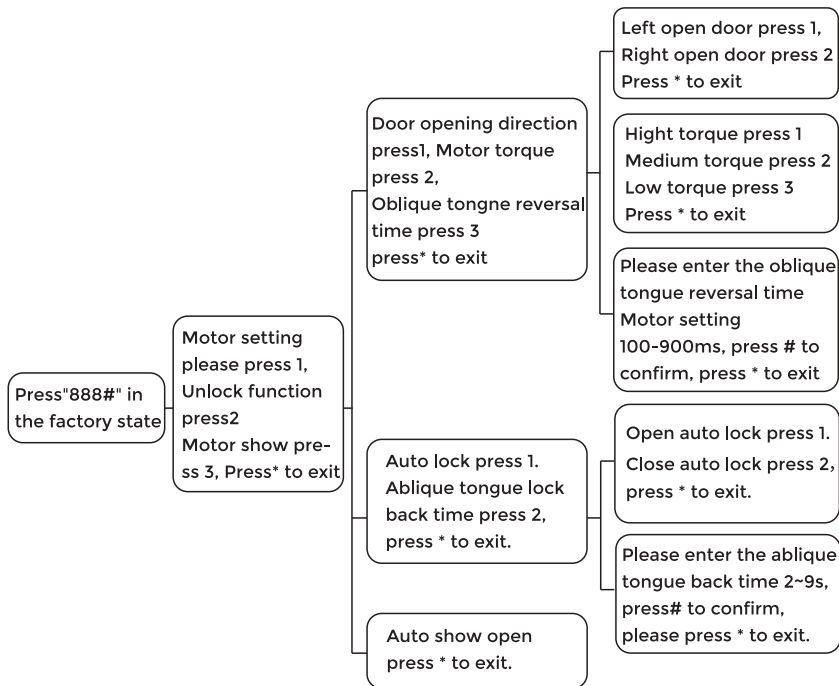 Press"888#" in
the factory state
Motor setting
please press 1,
Unlock function
press2
Motor show pre-
ss 3, Press* to exit
Door opening direction
press1, Motor torque
press 2,
Oblique tongne reversal
time press 3
press* to exit
Left open door press 1,
Right open door press 2
Press * to exit
Hight torque press 1
Medium torque press 2
Low torque press 3
Press * to exit
Please enter the oblique
tongue reversal time
Motor setting
100-900ms, press # to
confirm, press * to exit
Auto lock press 1.
Ablique tongue lock
back time press 2,
press * to exit.
Open auto lock press 1.
Close auto lock press 2,
press * to exit.
Please enter the ablique
tongue back time 2~9s,
press# to confirm,
please press * to exit.
Auto show open
press * to exit.